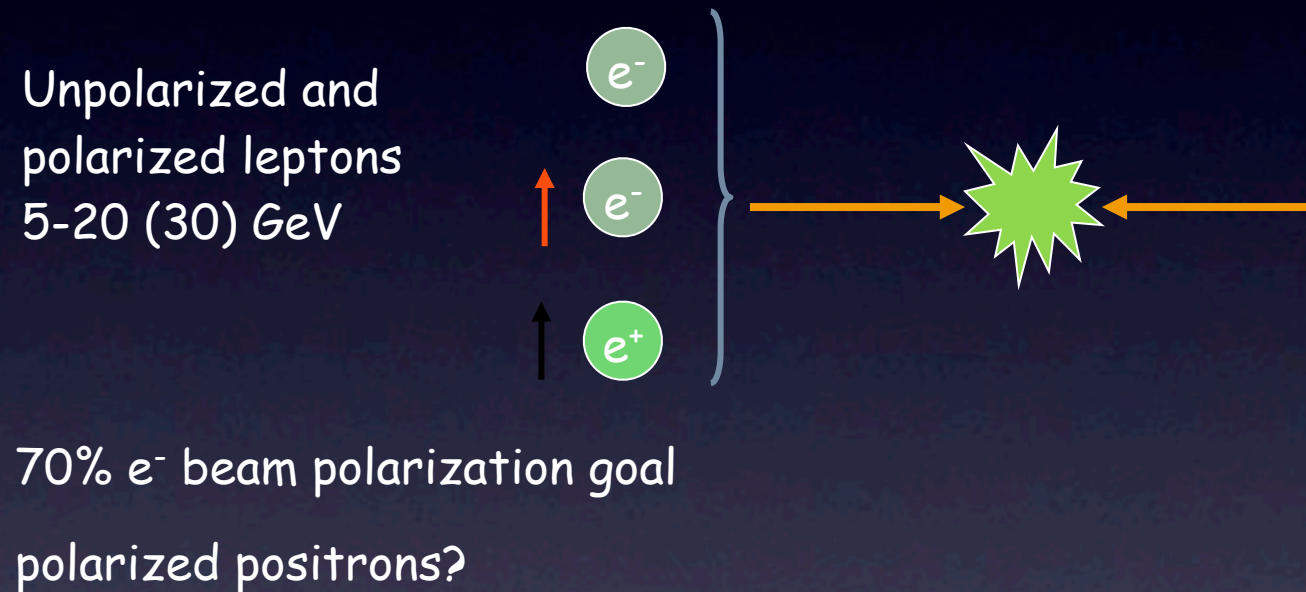 Unpolarized and
polarized leptons
5-20 (30) GeV
e⁻
e⁻
e⁺
70% e⁻ beam polarization goal
polarized positrons?